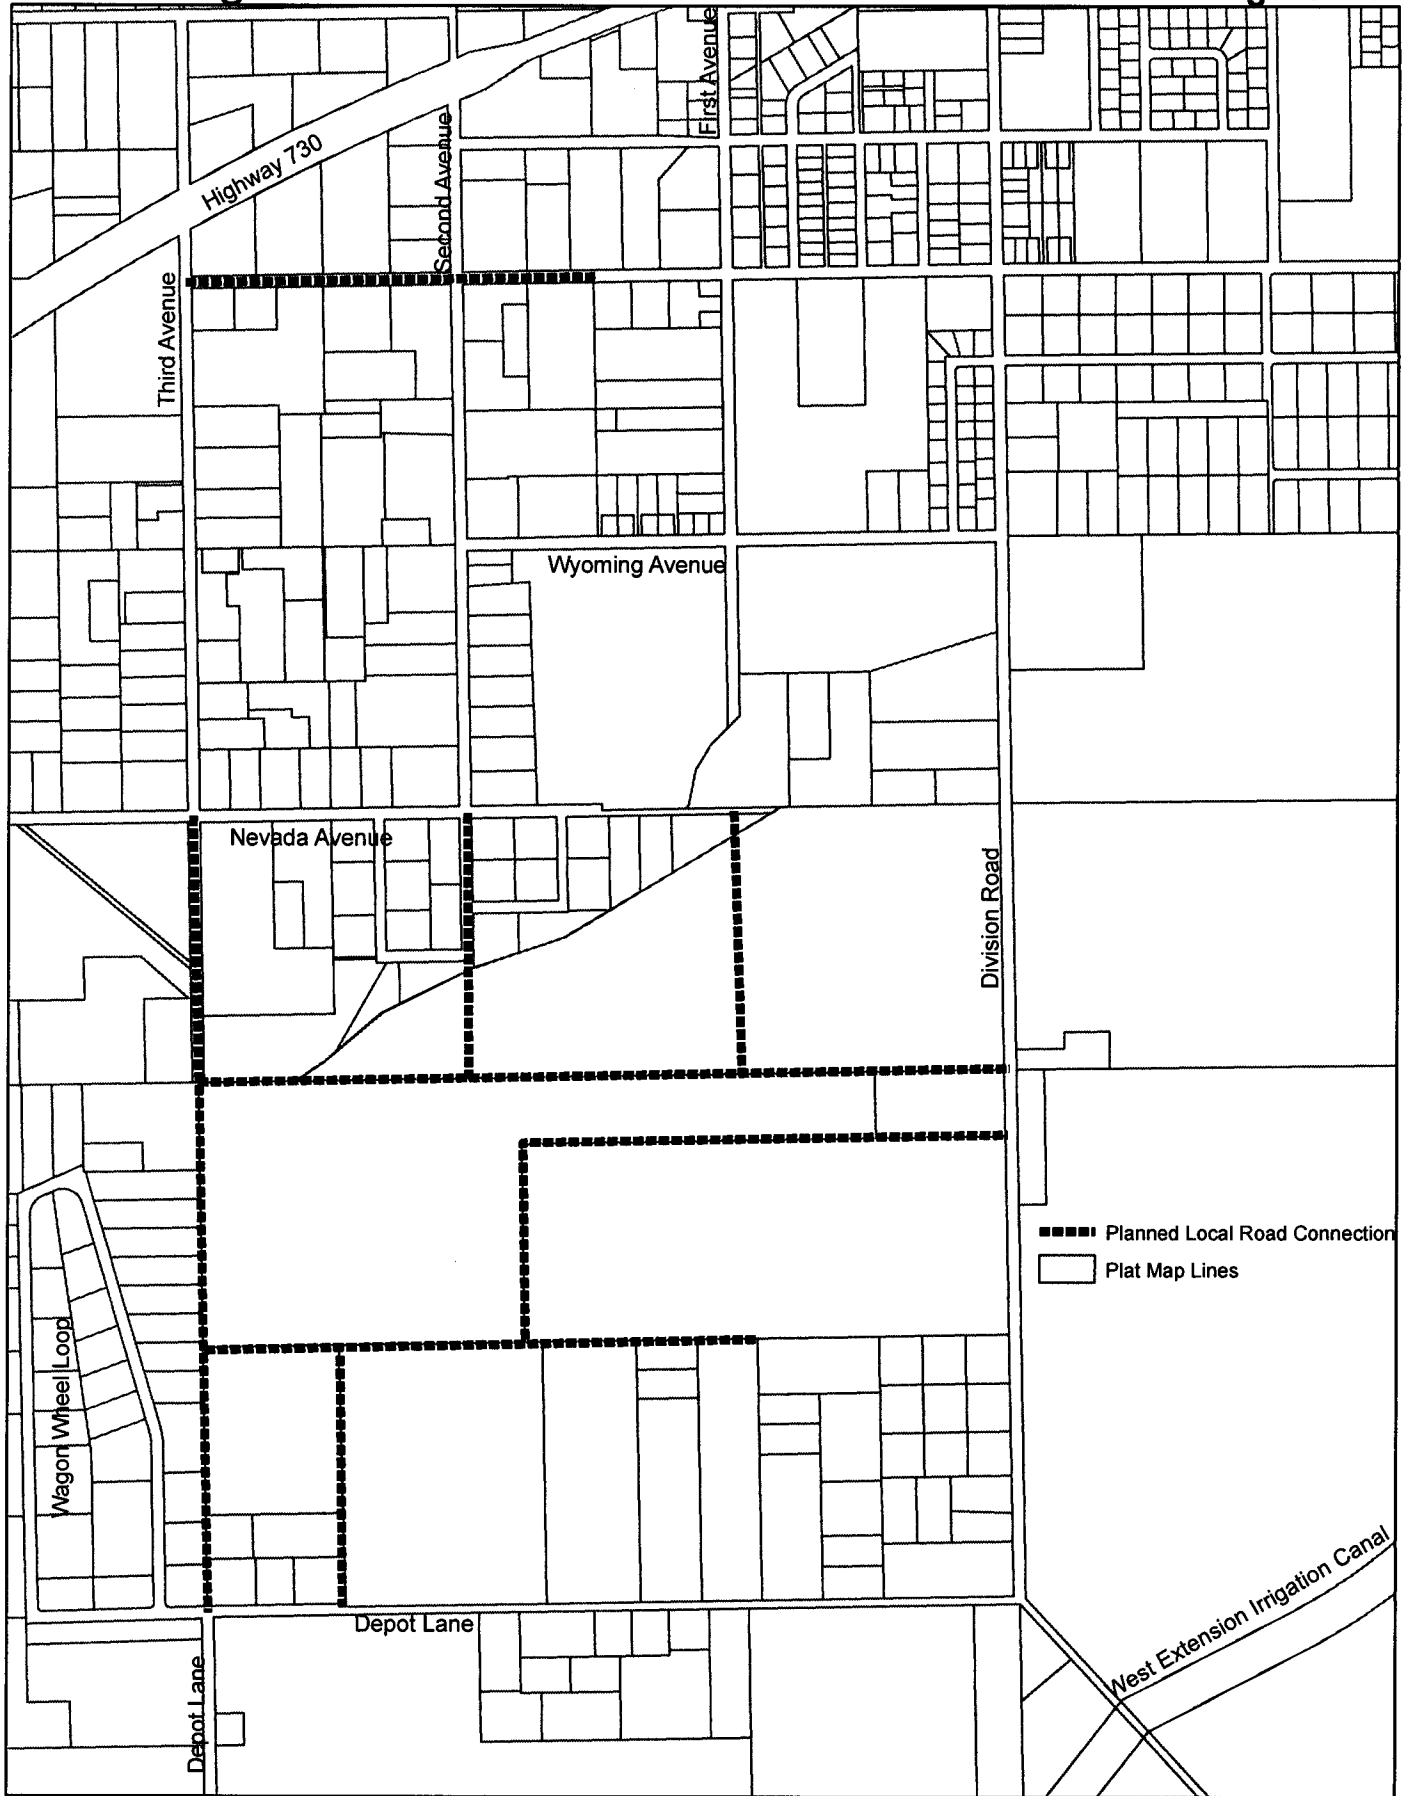 First Avenue
Highway 730
Second Avenue
Third Avenue
Wyoming Avenue
Nevada Avenue
Division Road
Planned Local Road Connection
Plat Map Lines
Wagon Wheel Loop
West Extension Irrigation Canal
Depot Lane
Depot Lane